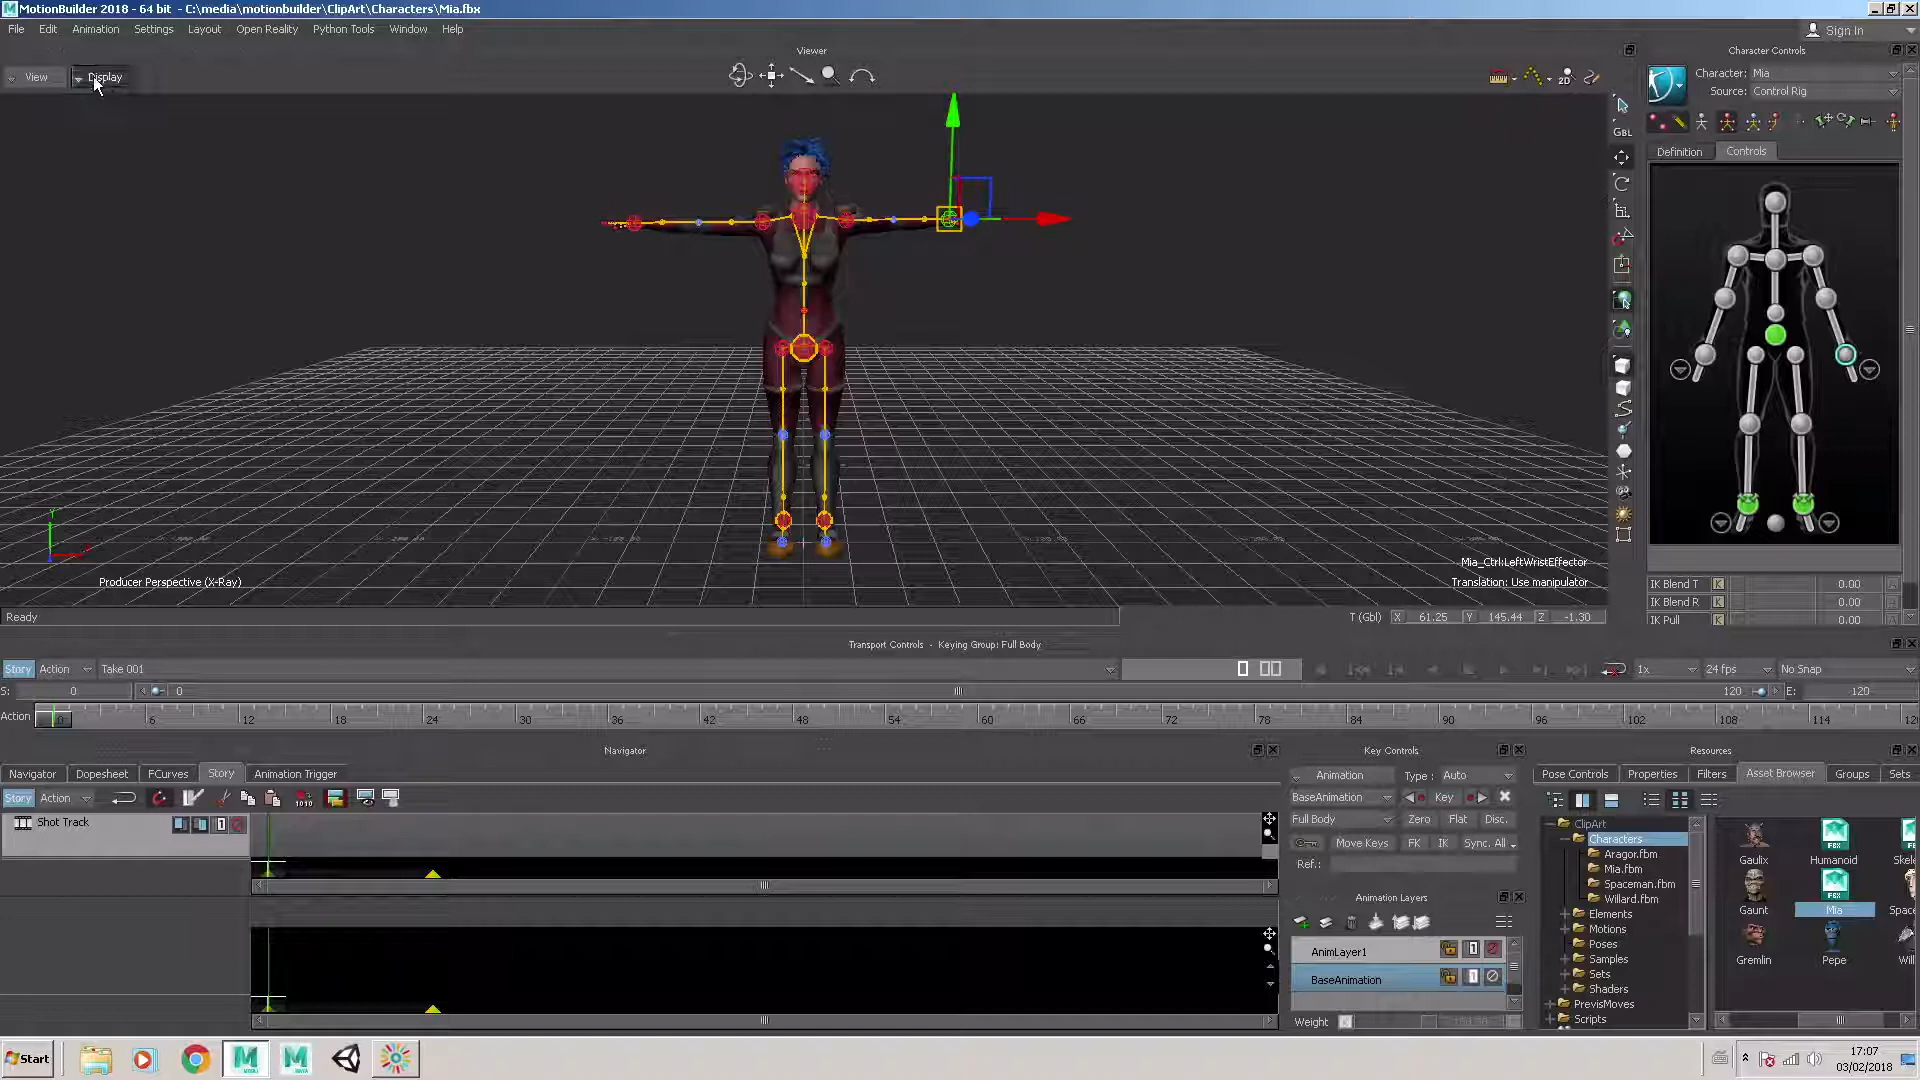 MotionBuilder 2018 - 64 bit - C:\media\motionbuilder\ClipArt\Characters\Mia.fbx
File Edit Animation Settings Layout Open Reality Python Tools Window Help
Sign In
Viewer
Character Controls
View Display
2D
Character: Mia
Source: Control Rig
GBL
Definition Controls
Mia_Ctrl:LeftWristEffector
Producer Perspective (X-Ray)
Translation: Use manipulator
IK Blend T K 0.00
IK Blend R K 0.00
IK Pull K 0.00
Ready
T (Gbl) X 61.25 Y 145.44 Z -1.30
Transport Controls - Keying Group: Full Body
Story Action Take 001
1x 24 fps No Snap
S: 0 0 120 E: 120
Action 0 6 12 18 24 30 36 42 48 54 60 66 72 78 84 90 96 102 108 114
Navigator
Key Controls
Resources
Navigator Dopesheet FCurves Story Animation Trigger
Animation Type : Auto
Pose Controls Properties Filters Asset Browser Groups Sets
Story Action
BaseAnimation Key
Full Body Zero Flat Disc.
Shot Track
Move Keys FK IK Sync. All
Ref.:
Animation Layers
AnimLayer1
BaseAnimation
Weight
ClipArt
Characters
Aragor.fbm
Mia.fbm
Spaceman.fbm
Willard.fbm
Elements
Motions
Poses
Samples
Sets
Shaders
PrevisMoves
Scripts
Gaulix Humanoid Skele
Gaunt Mia Space
Gremlin Pepe Will
Start
17:07
03/02/2018